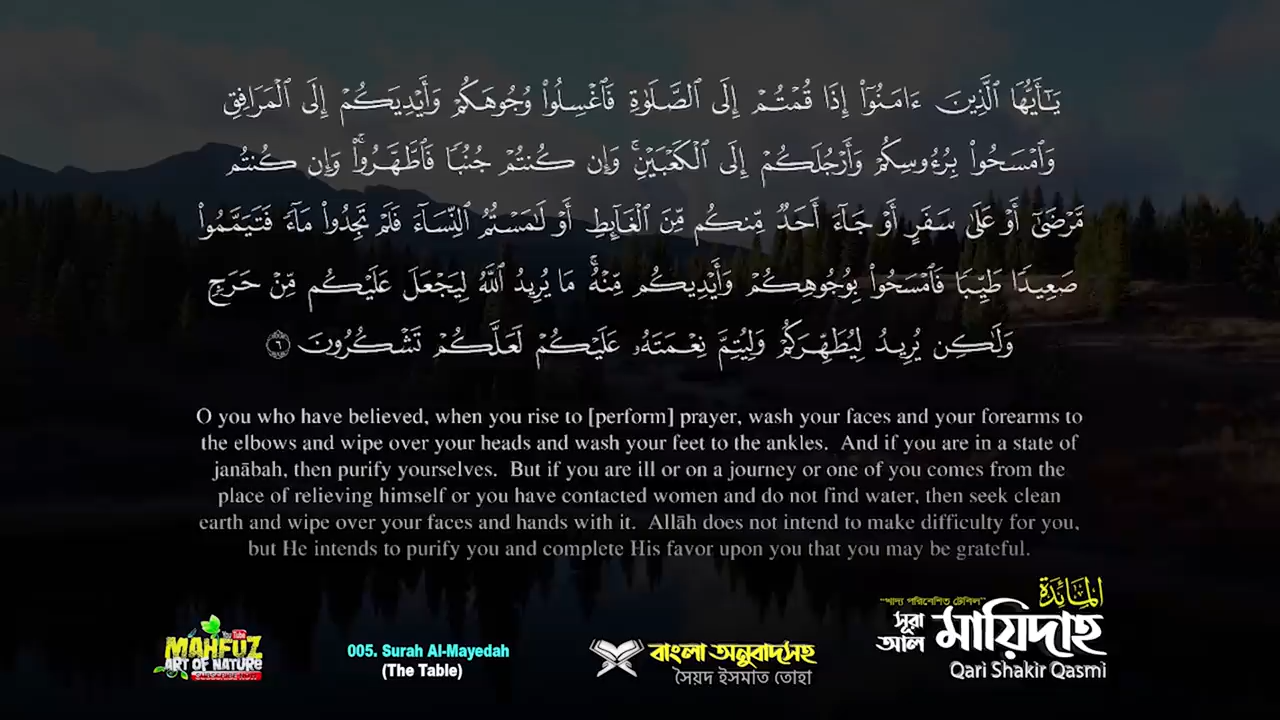 يَـٰٓأَيُّهَا ٱلَّذِينَ ءَامَنُوٓا۟ إِذَا قُمْتُمْ إِلَى ٱلصَّلَوٰةِ فَٱغْسِلُوا۟ وُجُوهَكُمْ وَأَيْدِيَكُمْ إِلَى ٱلْمَرَافِقِ
وَٱمْسَحُوا۟ بِرُءُوسِكُمْ وَأَرْجُلَكُمْ إِلَى ٱلْكَعْبَيْنِ ۚ وَإِن كُنتُمْ جُنُبًا فَٱطَّهَّرُوا۟ ۚ وَإِن كُنتُم
مَّرْضَىٰٓ أَوْ عَلَىٰ سَفَرٍ أَوْ جَآءَ أَحَدٌ مِّنكُم مِّنَ ٱلْغَآئِطِ أَوْ لَـٰمَسْتُمُ ٱلنِّسَآءَ فَلَمْ تَجِدُوا۟ مَآءً فَتَيَمَّمُوا۟
صَعِيدًا طَيِّبًا فَٱمْسَحُوا۟ بِوُجُوهِكُمْ وَأَيْدِيكُم مِّنْهُ ۚ مَا يُرِيدُ ٱللَّهُ لِيَجْعَلَ عَلَيْكُم مِّنْ حَرَجٍ
وَلَـٰكِن يُرِيدُ لِيُطَهِّرَكُمْ وَلِيُتِمَّ نِعْمَتَهُۥ عَلَيْكُمْ لَعَلَّكُمْ تَشْكُرُونَ ٦
O you who have believed, when you rise to [perform] prayer, wash your faces and your forearms to
the elbows and wipe over your heads and wash your feet to the ankles. And if you are in a state of
janābah, then purify yourselves. But if you are ill or on a journey or one of you comes from the
place of relieving himself or you have contacted women and do not find water, then seek clean
earth and wipe over your faces and hands with it. Allāh does not intend to make difficulty for you,
but He intends to purify you and complete His favor upon you that you may be grateful.
المَائدة
“খাদ্য পরিবেশিত টেবিল”
সূরা
আল
মায়িদাহ
Qari Shakir Qasmi
You Tube
MAHFUZ
ART OF NATURE
SUBSCRIBE NOW
005. Surah Al-Mayedah
(The Table)
বাংলা অনুবাদসহ
সৈয়দ ইসমাত তোহা